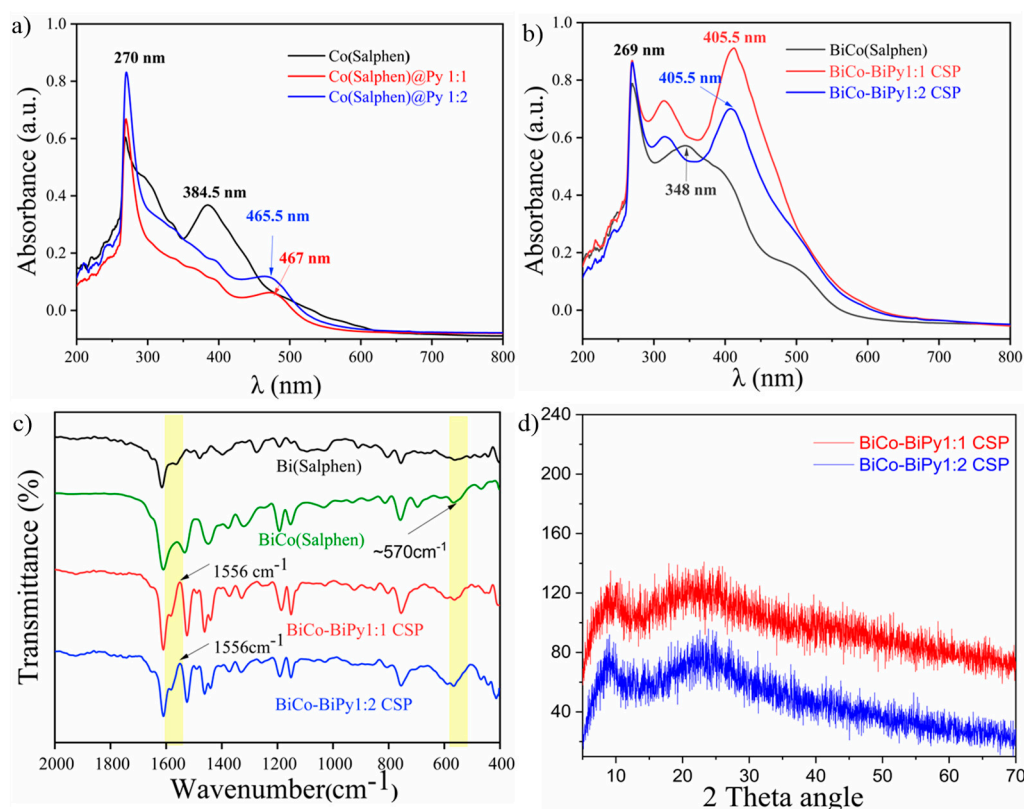 a)
Absorbance (a.u.)
1.0
0.8
0.6
0.4
0.2
0.0
270 nm
384.5 nm
465.5 nm
467 nm
Co(Salphen)
Co(Salphen)@Py 1:1
Co(Salphen)@Py 1:2
200 300 400 500 600 700 800
λ (nm)
b)
Absorbance (a.u.)
1.0
0.8
0.6
0.4
0.2
0.0
269 nm
405.5 nm
405.5 nm
348 nm
BiCo(Salphen)
BiCo-BiPy1:1 CSP
BiCo-BiPy1:2 CSP
200 300 400 500 600 700 800
λ (nm)
c)
Transmittance (%)
Bi(Salphen)
BiCo(Salphen)
~570cm-1
1556 cm-1
BiCo-BiPy1:1 CSP
1556cm-1
BiCo-BiPy1:2 CSP
2000 1800 1600 1400 1200 1000 800 600 400
Wavenumber(cm-1)
d)
240
200
160
120
80
40
BiCo-BiPy1:1 CSP
BiCo-BiPy1:2 CSP
10 20 30 40 50 60 70
2 Theta angle